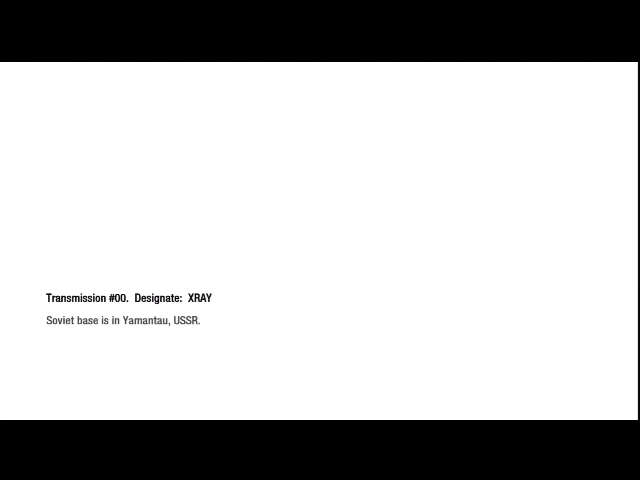 Transmission #00. Designate: XRAY
Soviet base is in Yamantau, USSR.